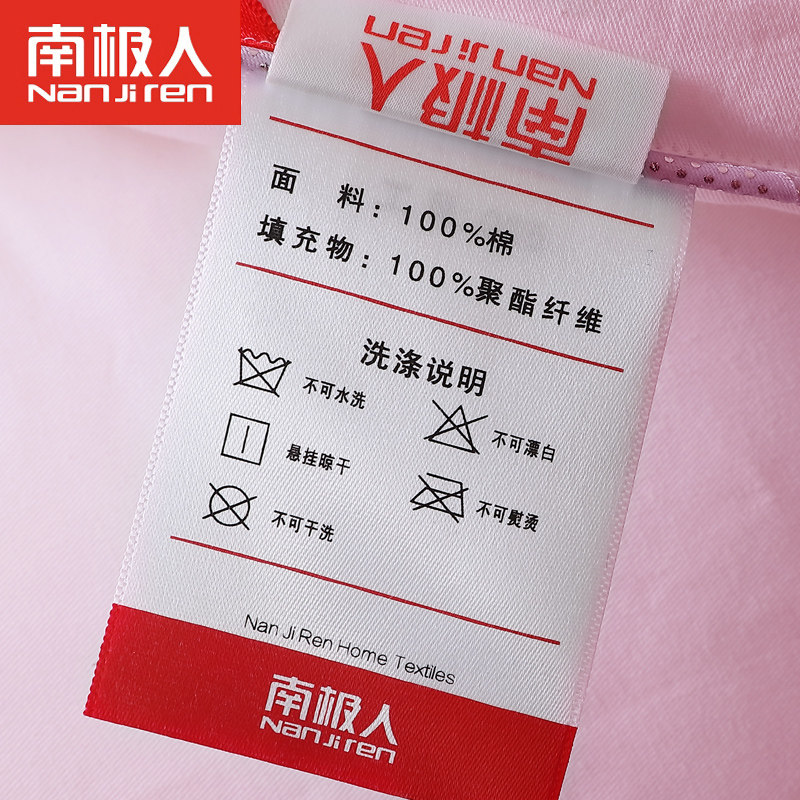 南极人
Nanjiren
南极人
Nanjiren
面 料：100%棉
填充物：100%聚酯纤维
洗涤说明
不可水洗
不可漂白
悬挂晾干
不可熨烫
不可干洗
Nan Ji Ren Home Textiles
南极人
Nanjiren